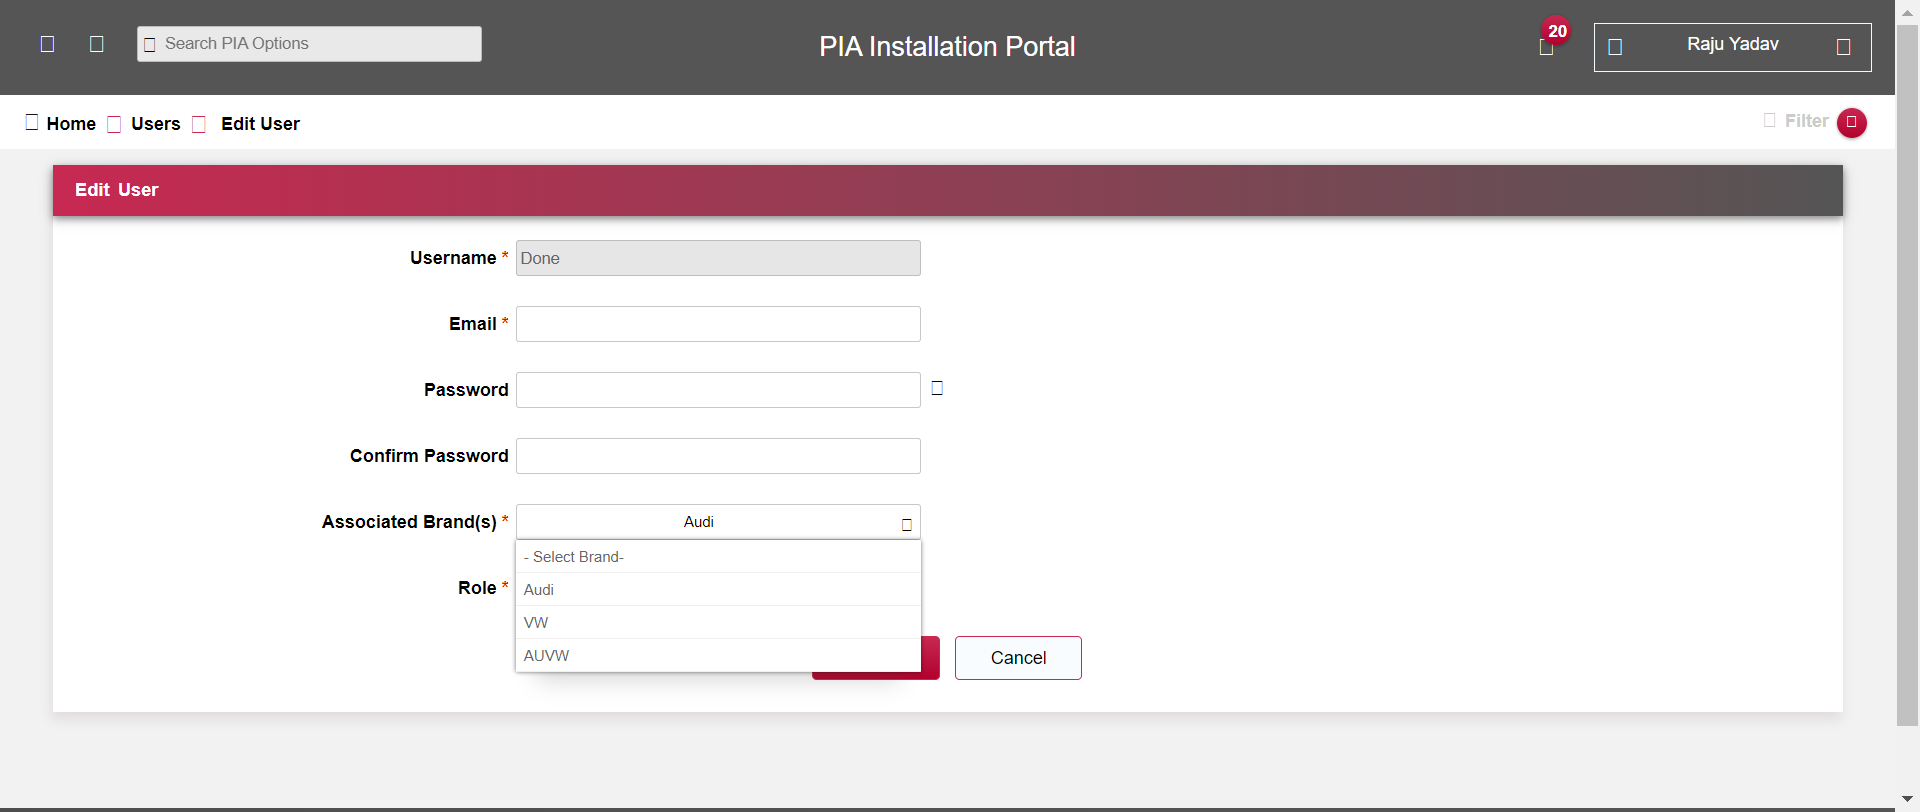 Search PIA Options
PIA Installation Portal
20
Raju Yadav
Home Users Edit User
Filter
Edit User
Username *
Done
Email *
Password
Confirm Password
Associated Brand(s) *
Audi
- Select Brand-
Audi
VW
AUVW
Role *
Cancel